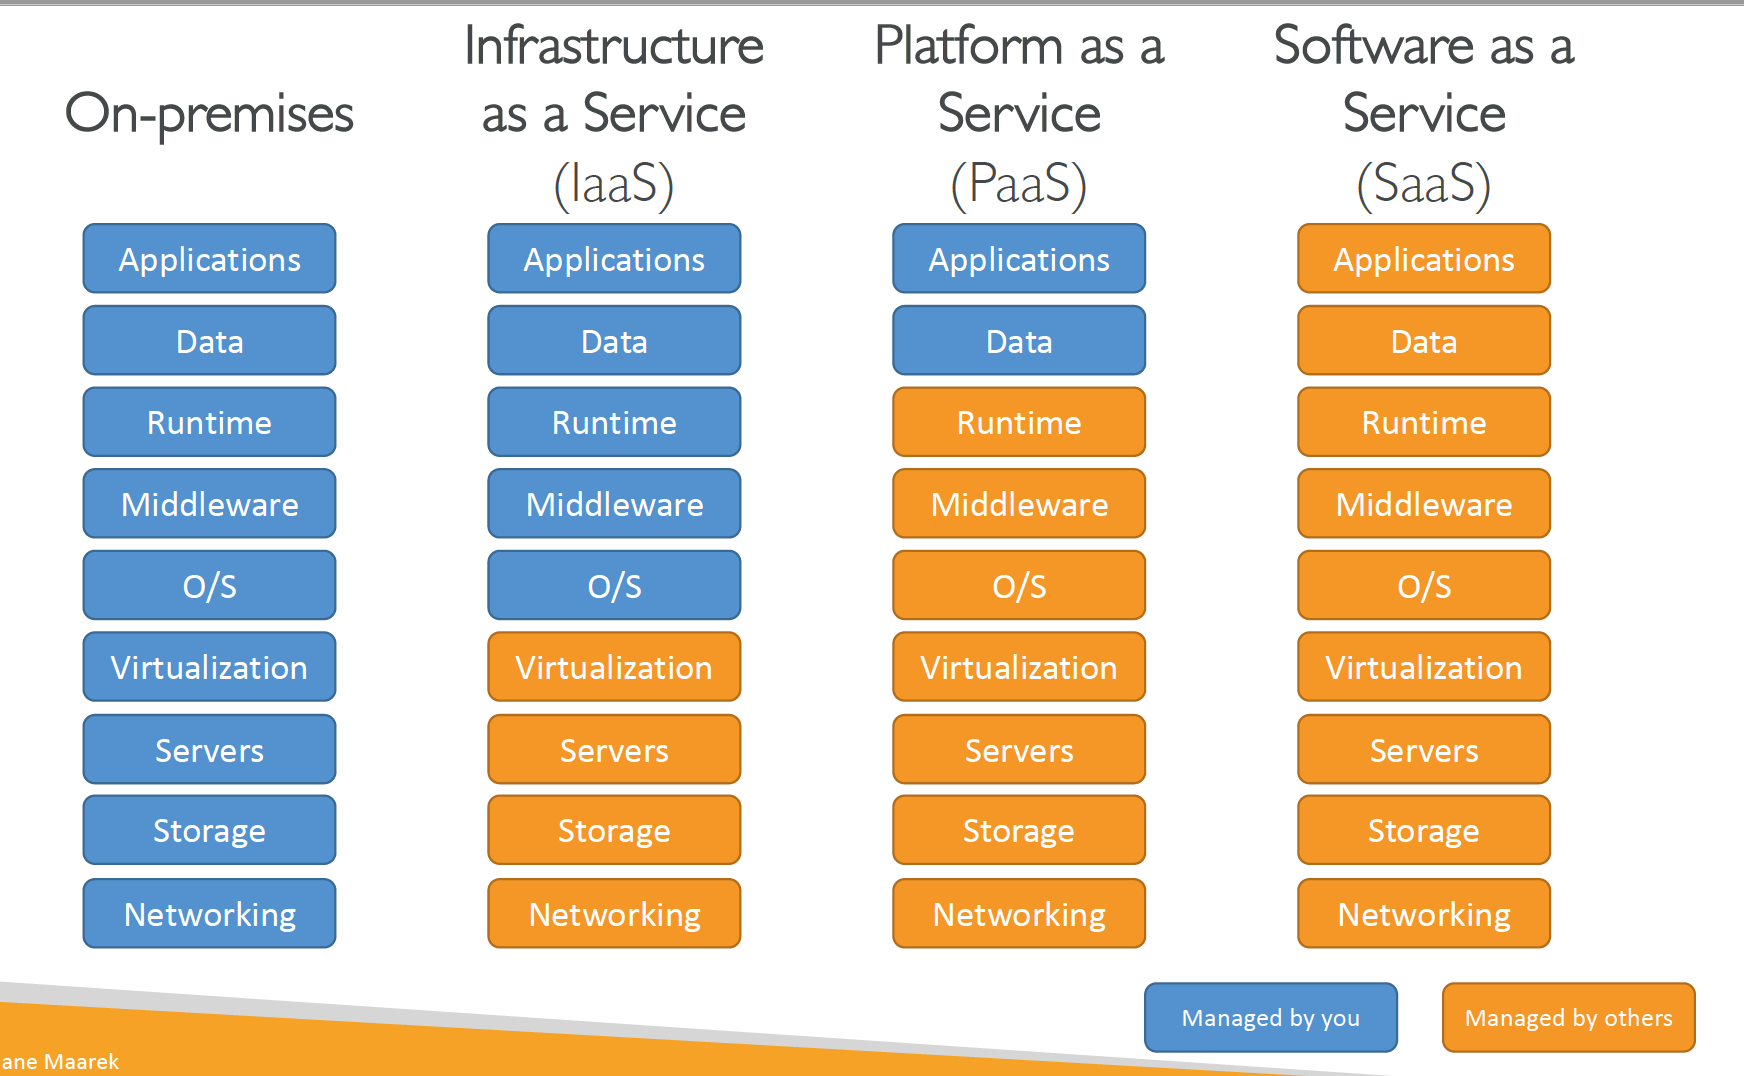 On-premises
Applications
Data
Runtime
Middleware
O/S
Virtualization
Servers
Storage
Networking
Infrastructure
as a Service
(IaaS)
Applications
Data
Runtime
Middleware
O/S
Virtualization
Servers
Storage
Networking
Platform as a
Service
(PaaS)
Applications
Data
Runtime
Middleware
O/S
Virtualization
Servers
Storage
Networking
Software as a
Service
(SaaS)
Applications
Data
Runtime
Middleware
O/S
Virtualization
Servers
Storage
Networking
Managed by you
Managed by others
ane Maarek